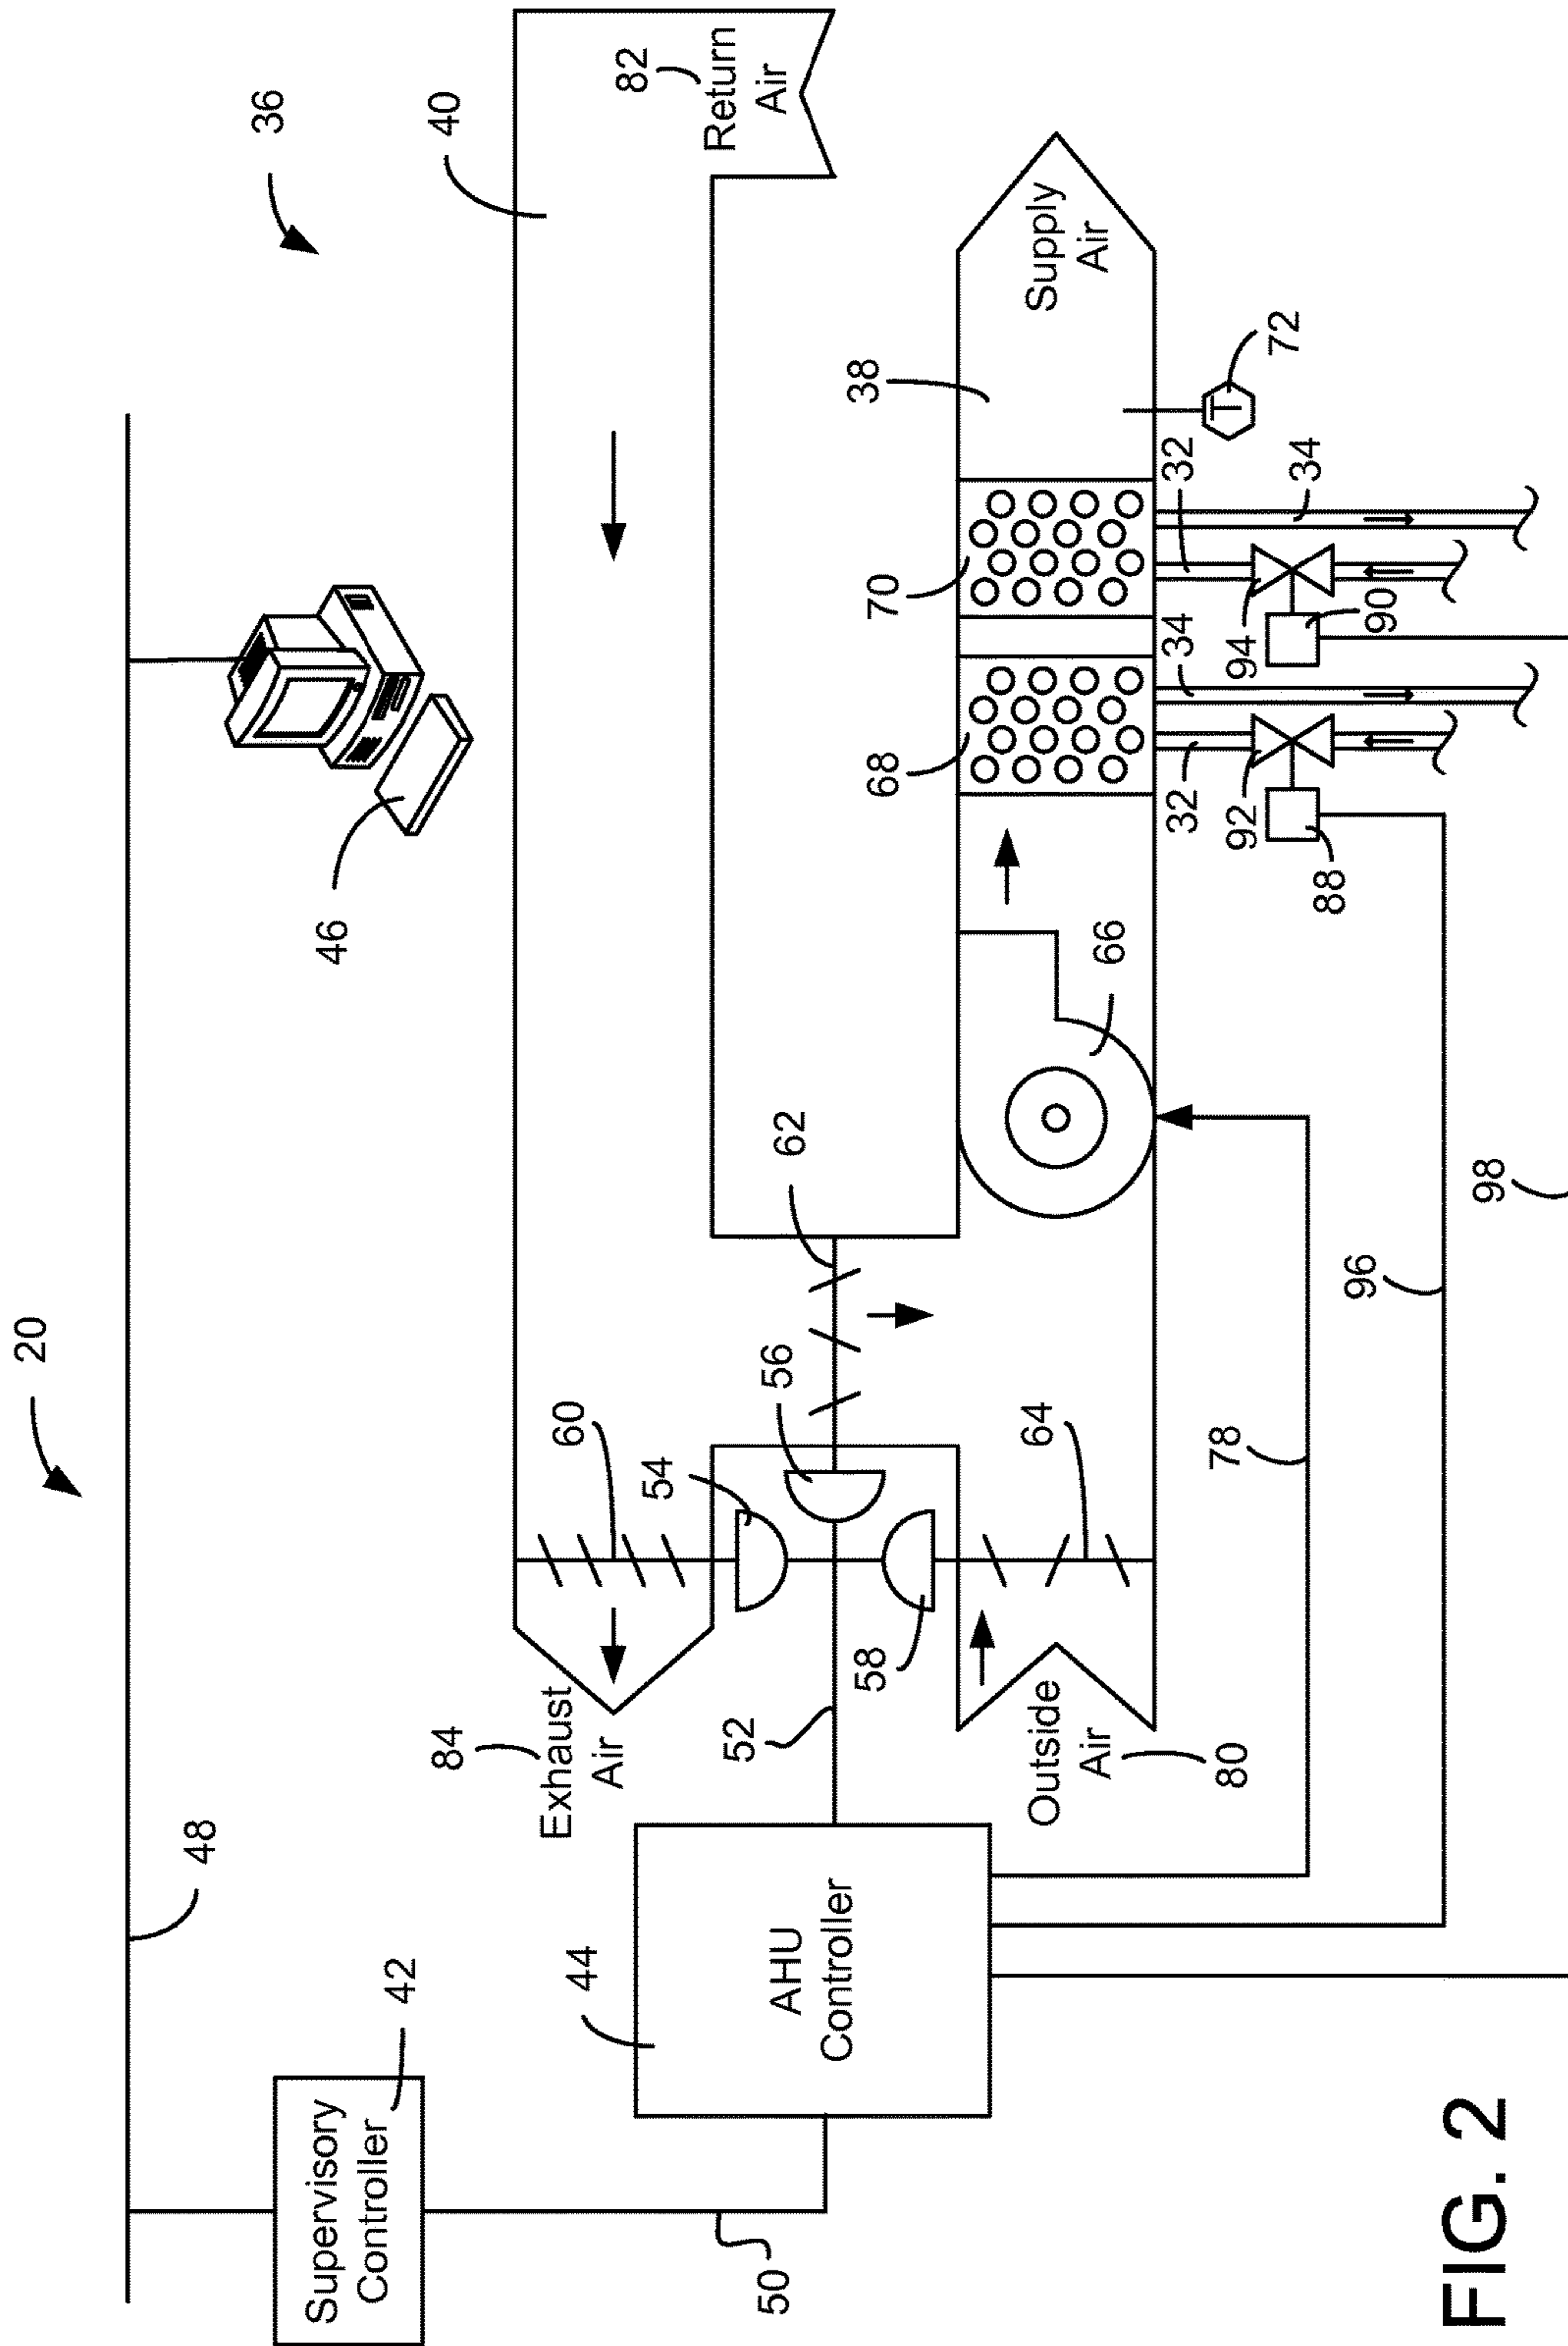 20
48
36
Supervisory
Controller
42
46
40
82
Return
Air
50
44
AHU
Controller
84
Exhaust
Air
60
54
56
62
52
58
Outside
Air
80
64
66
68
70
38
Supply
Air
72
T
32
34
32
34
92
94
88
90
78
96
98
FIG. 2